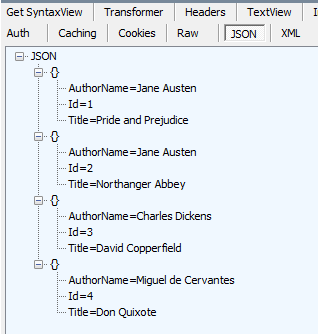 Get SyntaxView Transformer Headers TextView
Auth Caching Cookies Raw JSON XML
JSON
{}
AuthorName=Jane Austen
Id=1
Title=Pride and Prejudice
{}
AuthorName=Jane Austen
Id=2
Title=Northanger Abbey
{}
AuthorName=Charles Dickens
Id=3
Title=David Copperfield
{}
AuthorName=Miguel de Cervantes
Id=4
Title=Don Quixote